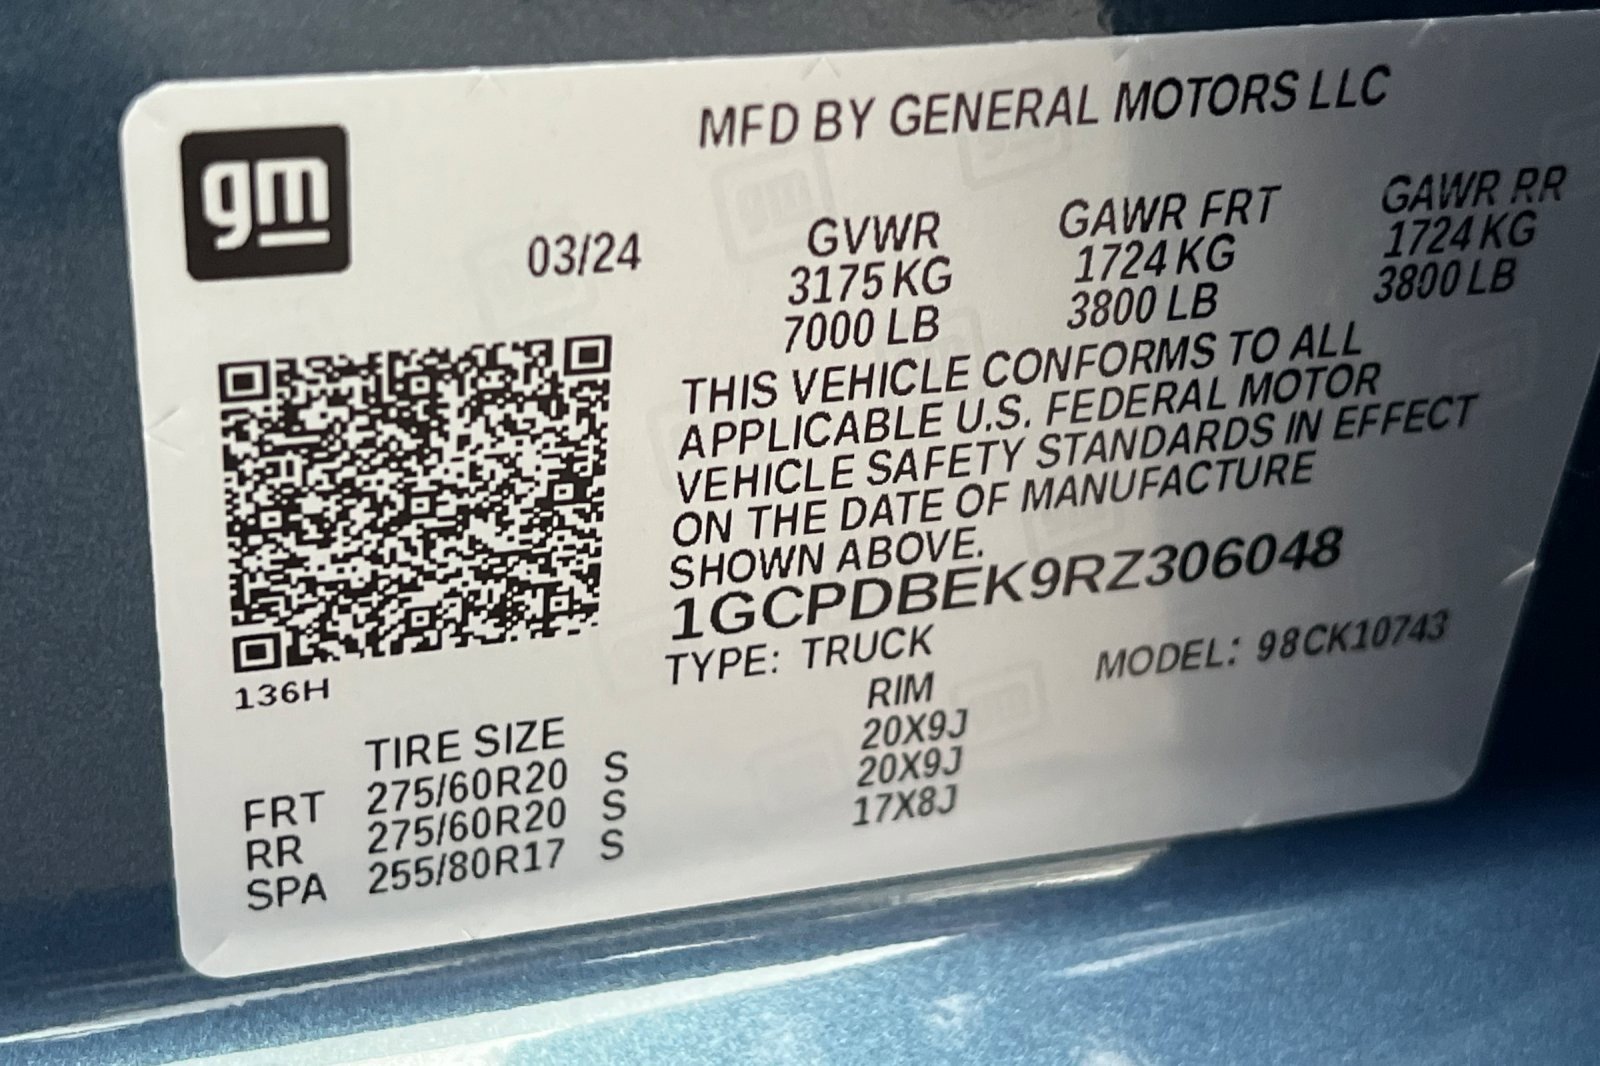 gm
MFD BY GENERAL MOTORS LLC
03/24
GVWR GAWR FRT GAWR RR
3175 KG 1724 KG 1724 KG
7000 LB 3800 LB 3800 LB
THIS VEHICLE CONFORMS TO ALL
APPLICABLE U.S. FEDERAL MOTOR
VEHICLE SAFETY STANDARDS IN EFFECT
ON THE DATE OF MANUFACTURE
SHOWN ABOVE.
1GCPDBEK9RZ306048
TYPE: TRUCK MODEL: 98CK10743
136H
TIRE SIZE RIM
FRT 275/60R20 S 20X9J
RR 275/60R20 S 20X9J
SPA 255/80R17 S 17X8J